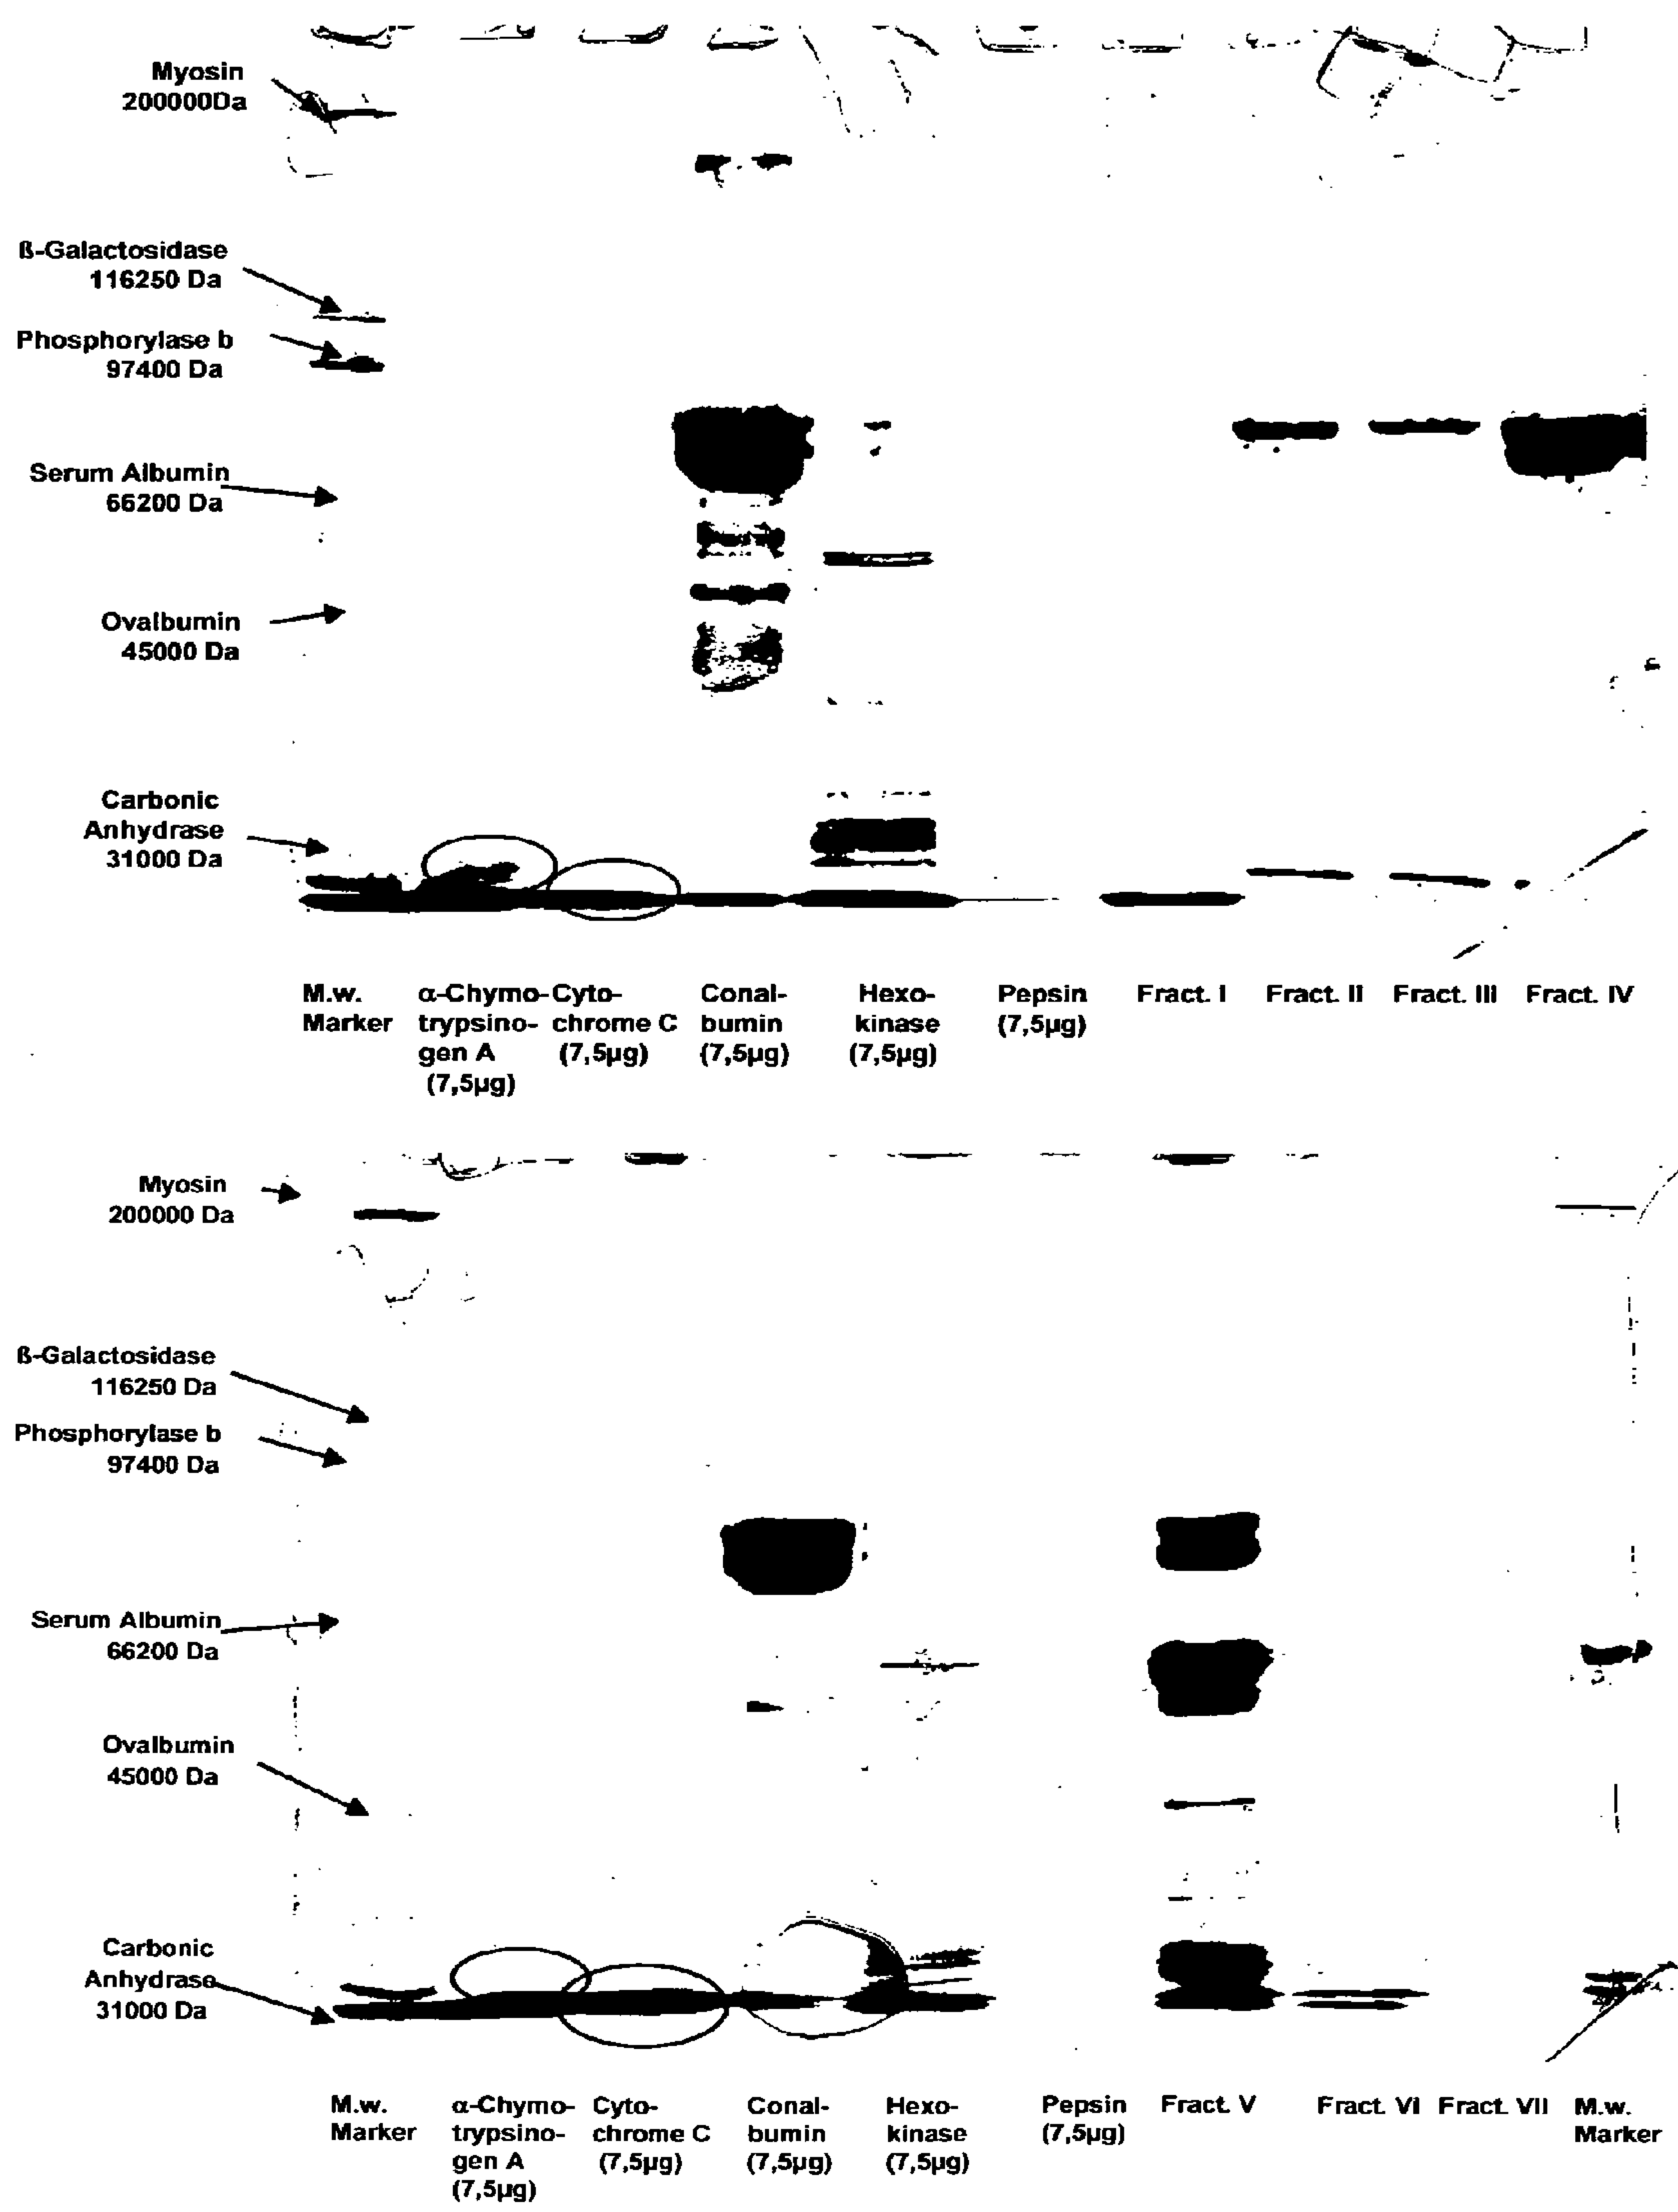 Myosin
200000Da
ß-Galactosidase
116250 Da
Phosphorylase b
97400 Da
Serum Albumin
66200 Da
Ovalbumin
45000 Da
Carbonic
Anhydrase
31000 Da
M.w. α-Chymo- Cyto- Conal- Hexo- Pepsin Fract. I Fract. II Fract. III Fract. IV
Marker trypsino- chrome C bumin kinase (7,5µg)
gen A (7,5µg) (7,5µg) (7,5µg)
(7,5µg)
Myosin
200000 Da
ß-Galactosidase
116250 Da
Phosphorylase b
97400 Da
Serum Albumin
66200 Da
Ovalbumin
45000 Da
Carbonic
Anhydrase
31000 Da
M.w. α-Chymo- Cyto- Conal- Hexo- Pepsin Fract. V Fract. VI Fract. VII M.w.
Marker trypsino- chrome C bumin kinase (7,5µg) Marker
gen A (7,5µg) (7,5µg) (7,5µg)
(7,5µg)